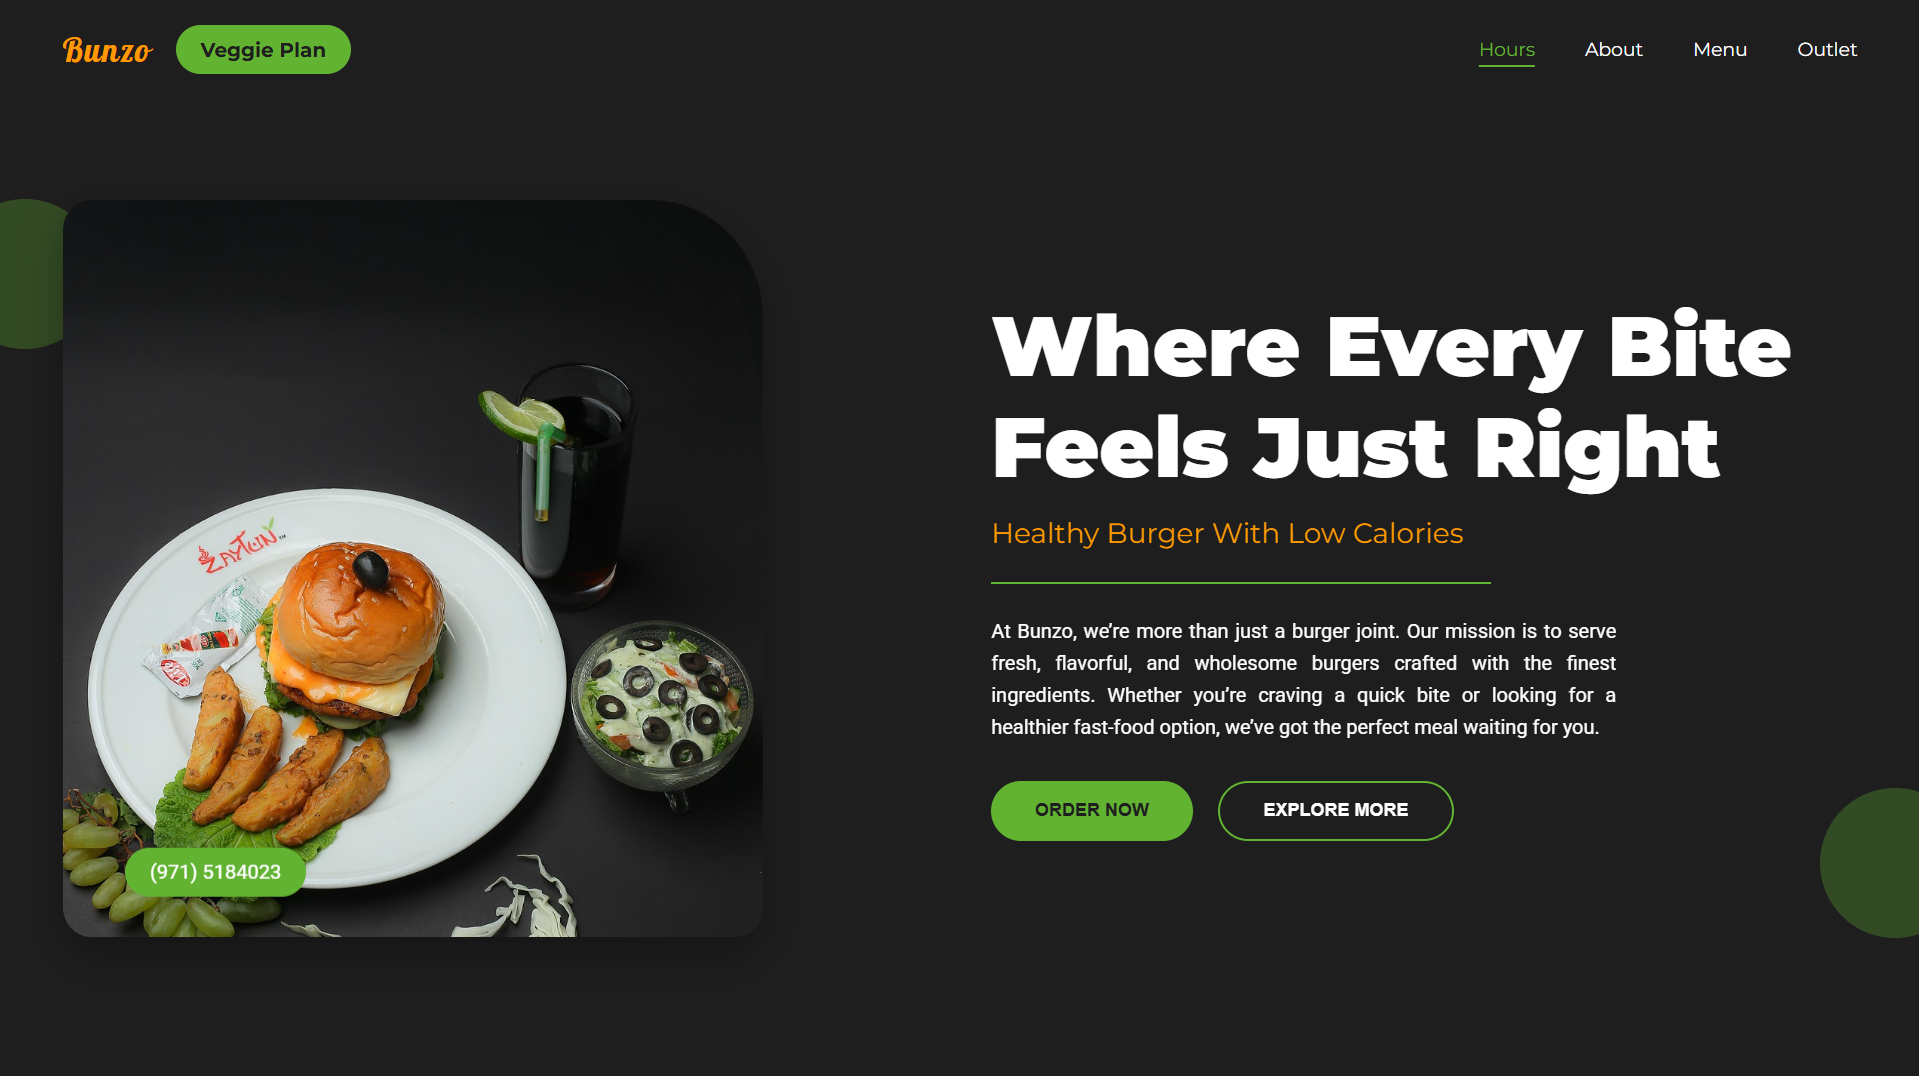 Bunzo
Veggie Plan
Hours
About
Menu
Outlet
ZAYTUN™
(971) 5184023
Where Every Bite
Feels Just Right
Healthy Burger With Low Calories
At Bunzo, we’re more than just a burger joint. Our mission is to serve
fresh, flavorful, and wholesome burgers crafted with the finest
ingredients. Whether you’re craving a quick bite or looking for a
healthier fast-food option, we’ve got the perfect meal waiting for you.
ORDER NOW
EXPLORE MORE